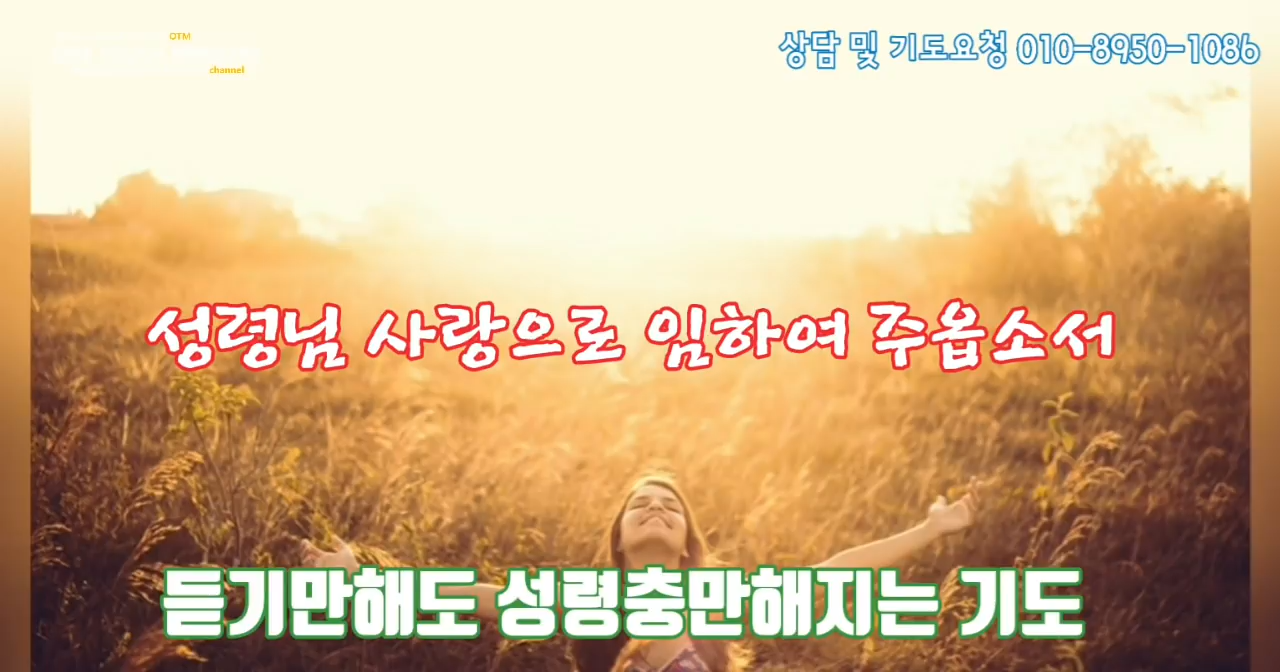 OTM
channel
상담 및 기도요청 010-8950-1086
성령님 사랑으로 임하여 주옵소서
듣기만해도 성령충만해지는 기도